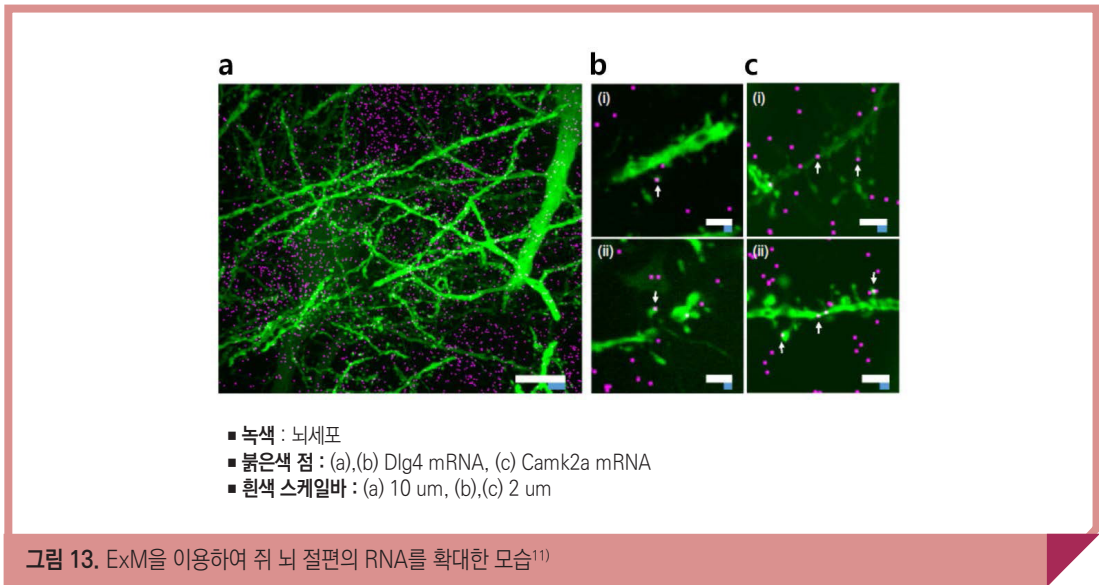 a
b
c
(i)
(i)
(ii)
(ii)
■ 녹색 : 뇌세포
■ 붉은색 점 : (a),(b) Dlg4 mRNA, (c) Camk2a mRNA
■ 흰색 스케일바 : (a) 10 um, (b),(c) 2 um
그림 13. ExM을 이용하여 쥐 뇌 절편의 RNA를 확대한 모습¹¹⁾